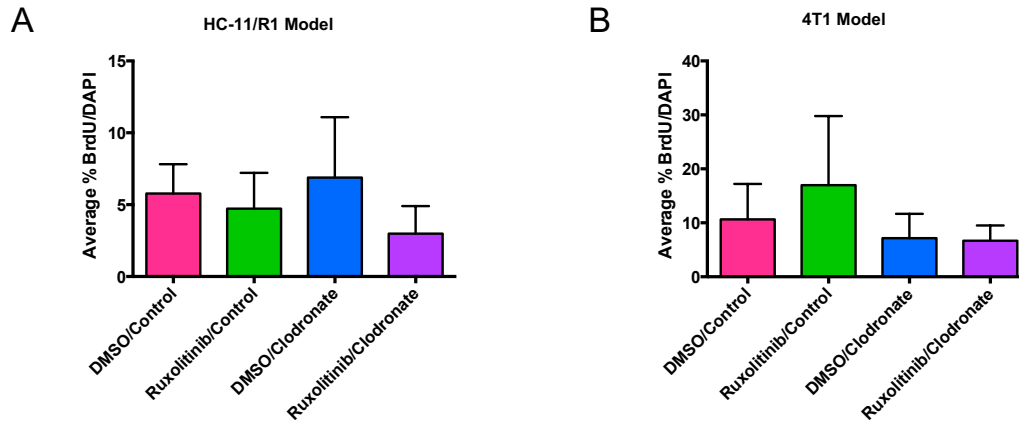 A
HC-11/R1 Model
Average % BrdU/DAPI
15
10
5
0
DMSO/Control
Ruxolitinib/Control
DMSO/Clodronate
Ruxolitinib/Clodronate
B
4T1 Model
Average % BrdU/DAPI
40
30
20
10
0
DMSO/Control
Ruxolitinib/Control
DMSO/Clodronate
Ruxolitinib/Clodronate